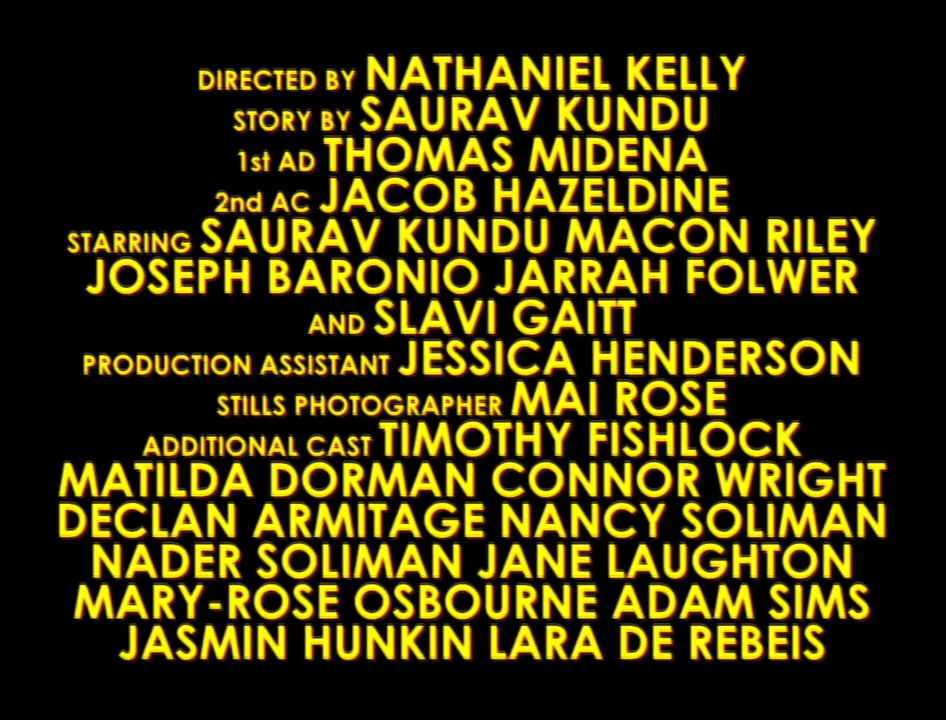 DIRECTED BY NATHANIEL KELLY
STORY BY SAURAV KUNDU
1st AD THOMAS MIDENA
2nd AC JACOB HAZELDINE
STARRING SAURAV KUNDU MACON RILEY
JOSEPH BARONIO JARRAH FOLWER
AND SLAVI GAITT
PRODUCTION ASSISTANT JESSICA HENDERSON
STILLS PHOTOGRAPHER MAI ROSE
ADDITIONAL CAST TIMOTHY FISHLOCK
MATILDA DORMAN CONNOR WRIGHT
DECLAN ARMITAGE NANCY SOLIMAN
NADER SOLIMAN JANE LAUGHTON
MARY-ROSE OSBOURNE ADAM SIMS
JASMIN HUNKIN LARA DE REBEIS